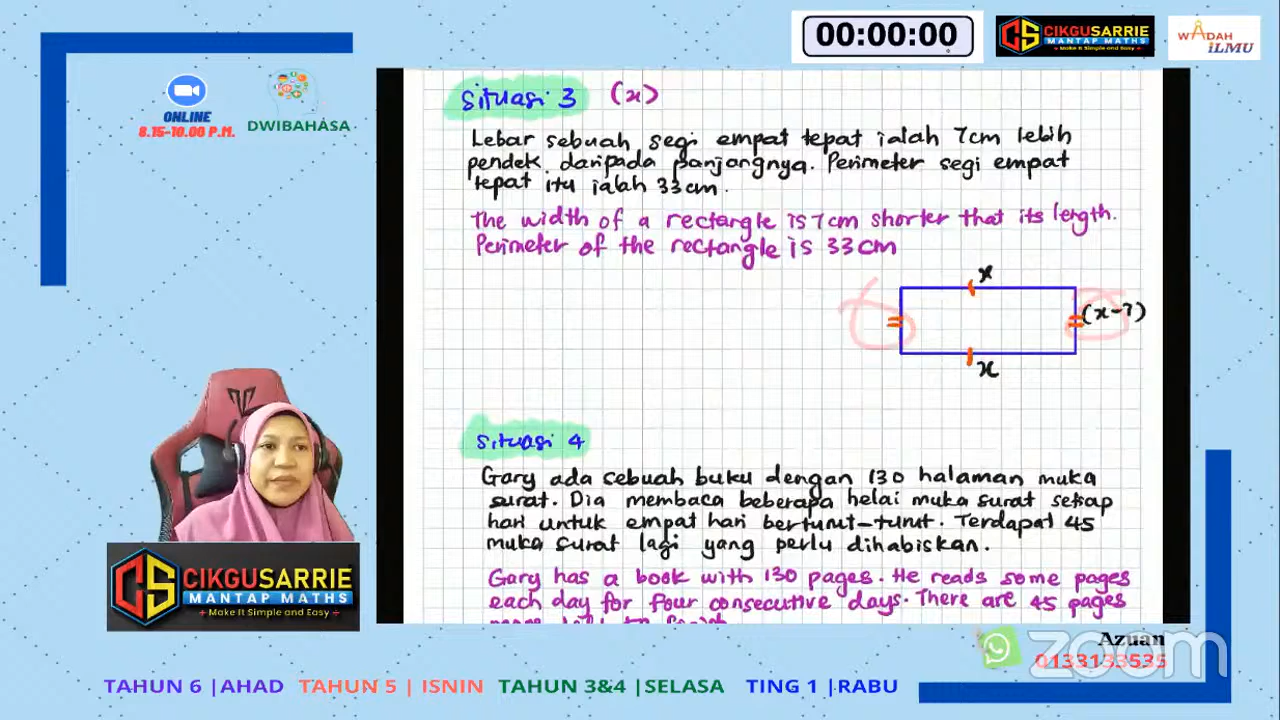 00:00:00
CIKGUSARRIE
MANTAP MATHS
Make It Simple and Easy
WADAH
iLMU
ONLINE
8.15-10.00 P.M.
DWIBAHASA
Situasi 3 (x)
Lebar sebuah segi empat tepat ialah 7cm lebih
pendek daripada panjangnya. Perimeter segi empat
tepat itu ialah 33cm.
The width of a rectangle is 7cm shorter that its length.
Perimeter of the rectangle is 33cm
x
(x-7)
x
Situasi 4
Gary ada sebuah buku dengan 130 halaman muka
surat. Dia membaca beberapa helai muka surat setiap
hari untuk empat hari berturut-turut. Terdapat 45
muka surat lagi yang perlu dihabiskan.
Gary has a book with 130 pages. He reads some pages
each day for four consecutive days. There are 45 pages
CS CIKGUSARRIE
MANTAP MATHS
Make It Simple and Easy
Azuan
0133133535
zoom
TAHUN 6 |AHAD TAHUN 5 | ISNIN TAHUN 3&4 |SELASA TING 1 |RABU